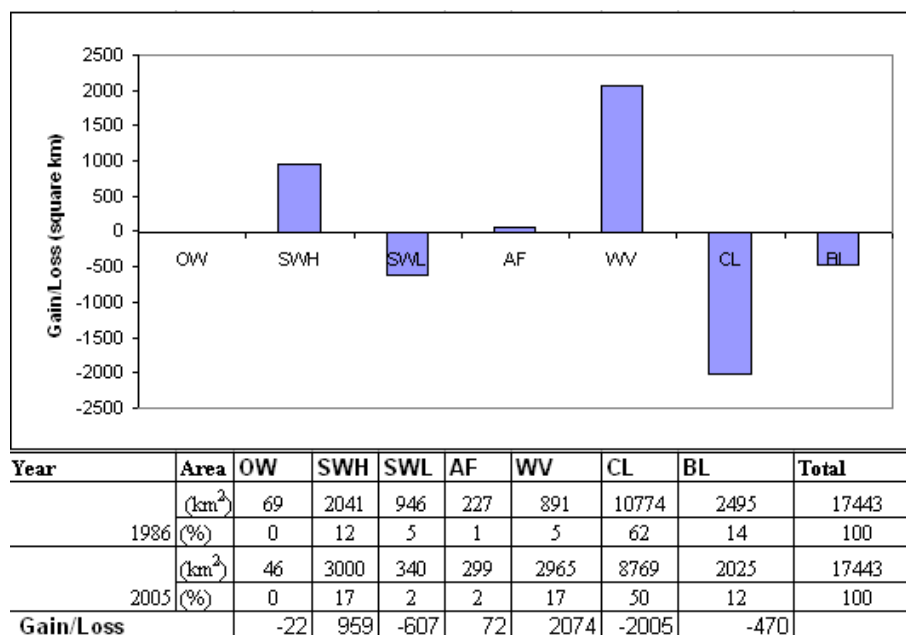 2500
2000
1500
1000
500
0
-500
-1000
-1500
-2000
-2500
Gain/Loss (square km)
OW SWH SWL AF WV CL BL
Year Area OW SWH SWL AF WV CL BL Total
(km²) 69 2041 946 227 891 10774 2495 17443
1986 (%) 0 12 5 1 5 62 14 100
(km²) 46 3000 340 299 2965 8769 2025 17443
2005 (%) 0 17 2 2 17 50 12 100
Gain/Loss -22 959 -607 72 2074 -2005 -470